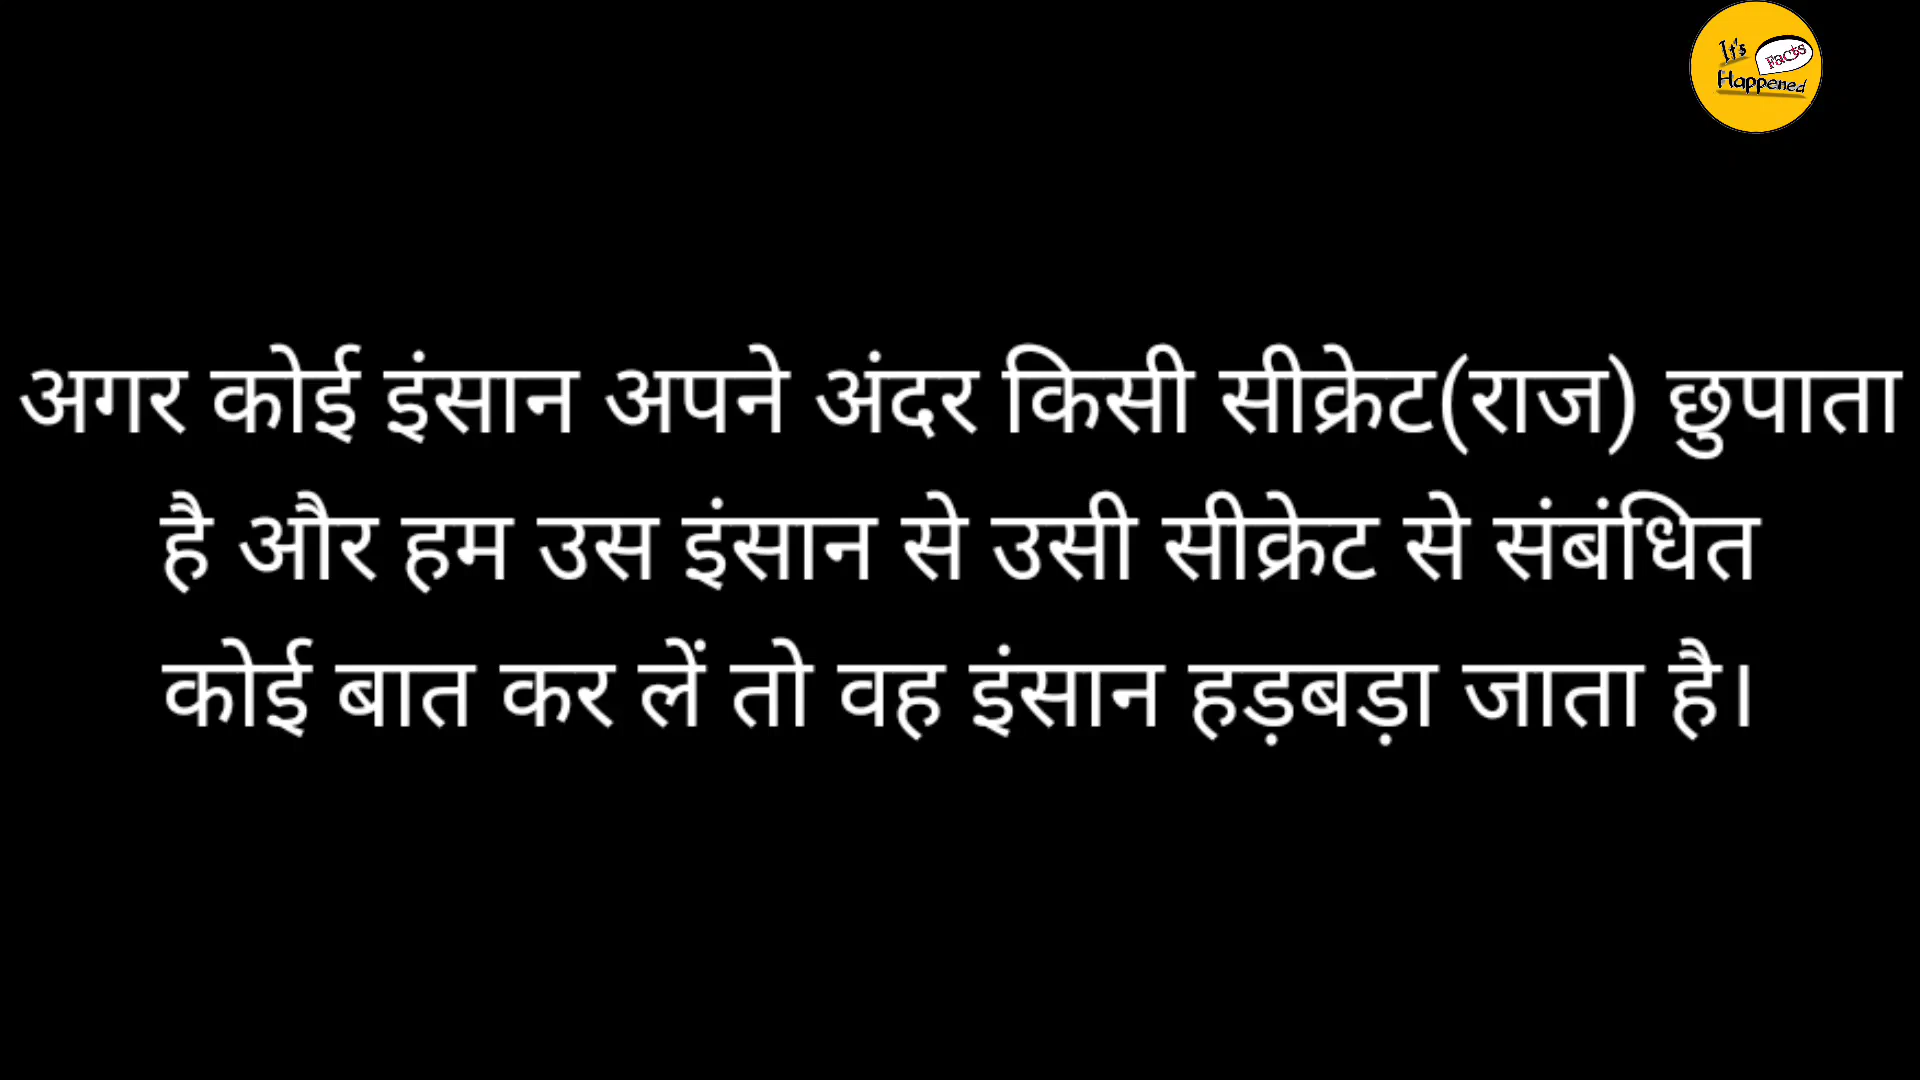 It's
Facts
Happened
अगर कोई इंसान अपने अंदर किसी सीक्रेट(राज) छुपाता
है और हम उस इंसान से उसी सीक्रेट से संबंधित
कोई बात कर लें तो वह इंसान हड़बड़ा जाता है।